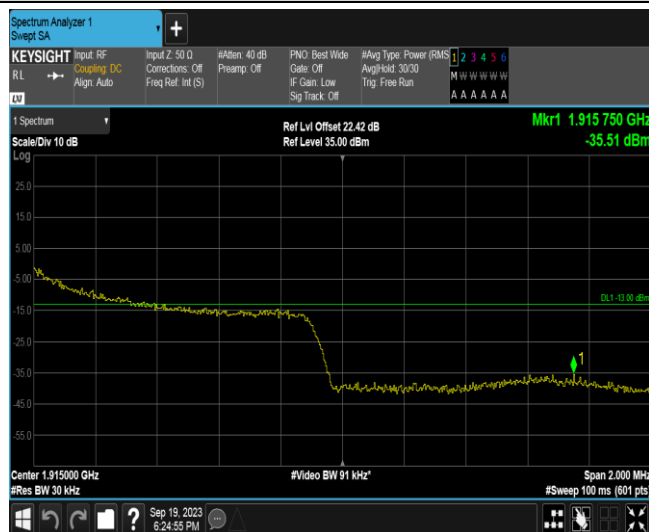 Spectrum Analyzer 1
Swept SA
+
KEYSIGHT
RL
LXI
Input: RF
Coupling: DC
Align: Auto
Input Z: 50 Ω
Corrections: Off
Freq Ref: Int (S)
#Atten: 40 dB
Preamp: Off
PNO: Best Wide
Gate: Off
IF Gain: Low
Sig Track: Off
#Avg Type: Power (RMS
Avg|Hold: 30/30
Trig: Free Run
1 2 3 4 5 6
M W W W W W
A A A A A A
1 Spectrum
Scale/Div 10 dB
Log
Ref Lvl Offset 22.42 dB
Ref Level 35.00 dBm
Mkr1 1.915 750 GHz
-35.51 dBm
25.0
15.0
5.00
-5.00
DL1 -13.00 dBm
-15.0
-25.0
1
-35.0
-45.0
-55.0
Center 1.915000 GHz
#Res BW 30 kHz
#Video BW 91 kHz*
Span 2.000 MHz
#Sweep 100 ms (601 pts)
?
Sep 19, 2023
6:24:55 PM